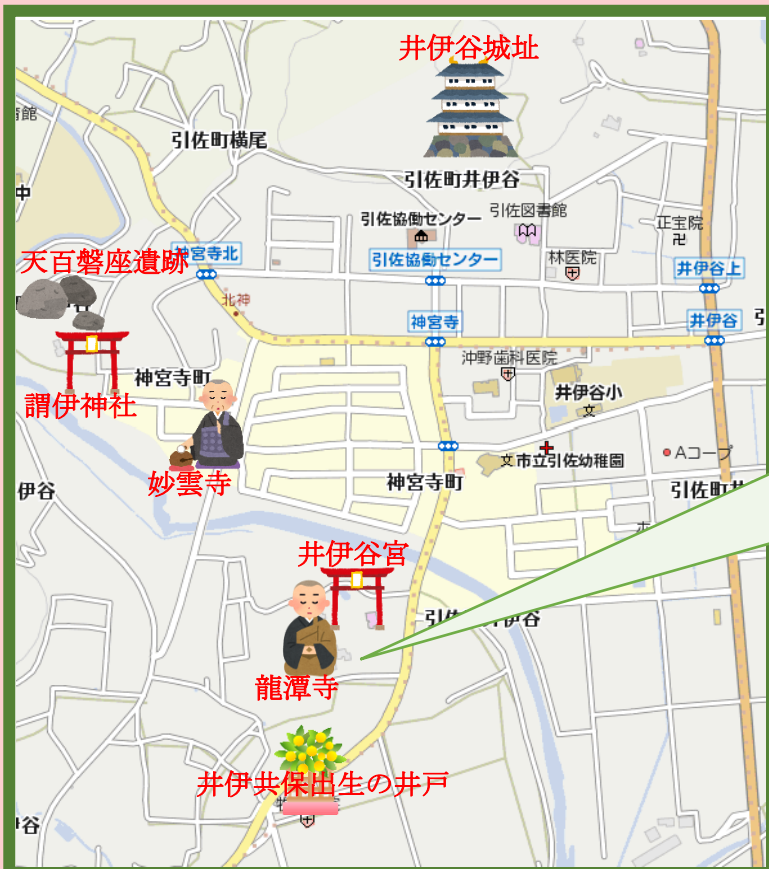 井伊谷城址
育館
引佐町横尾
引佐町井伊谷
中
引佐協働センター
引佐図書館
正宝院
天百磐座遺跡
神宮寺北
引佐協働センター
林医院
井伊谷上
北神
神宮寺
井伊谷
沖野歯科医院
謂伊神社
神宮寺町
井伊谷小
文
Aコープ
文市立引佐幼稚園
妙雲寺
伊谷
神宮寺町
井伊谷宮
龍潭寺
井伊共保出生の井戸